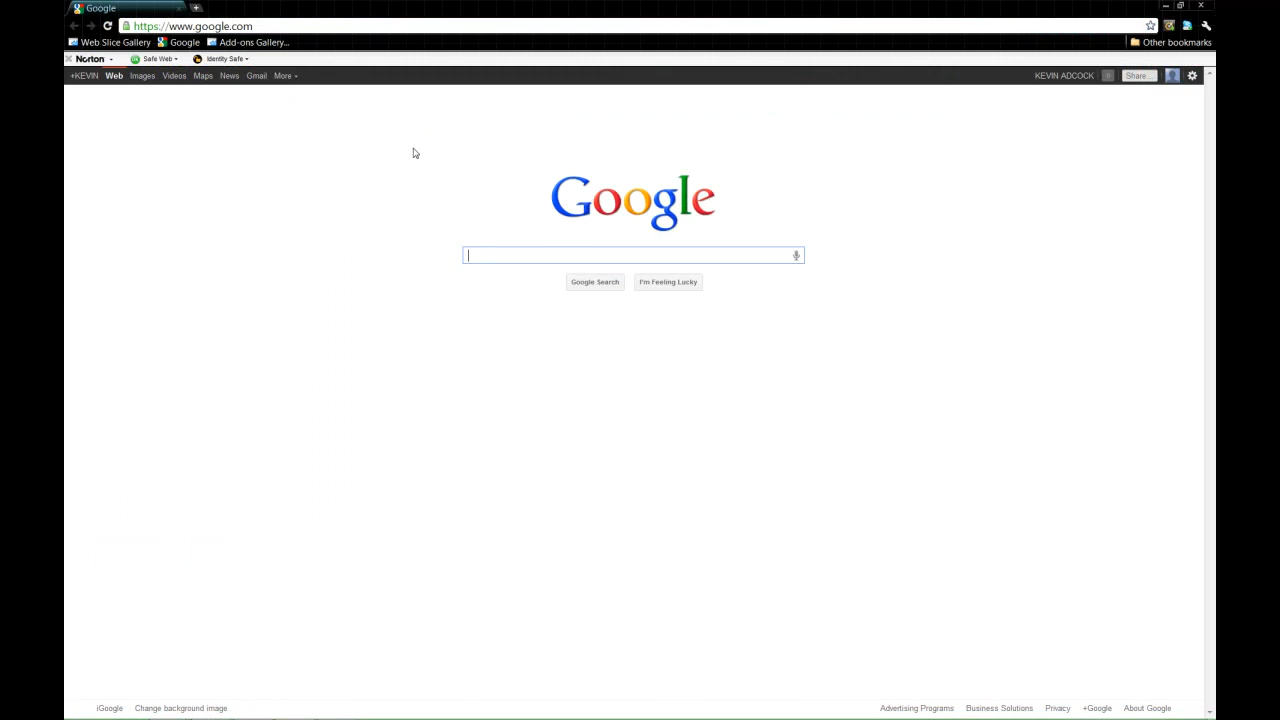 Google
https://www.google.com
Web Slice Gallery Google Add-ons Gallery... Other bookmarks
Norton Safe Web Identity Safe
+KEVIN Web Images Videos Maps News Gmail More KEVIN ADCOCK 0 Share...
Google
Google Search I'm Feeling Lucky
iGoogle Change background image Advertising Programs Business Solutions Privacy +Google About Google